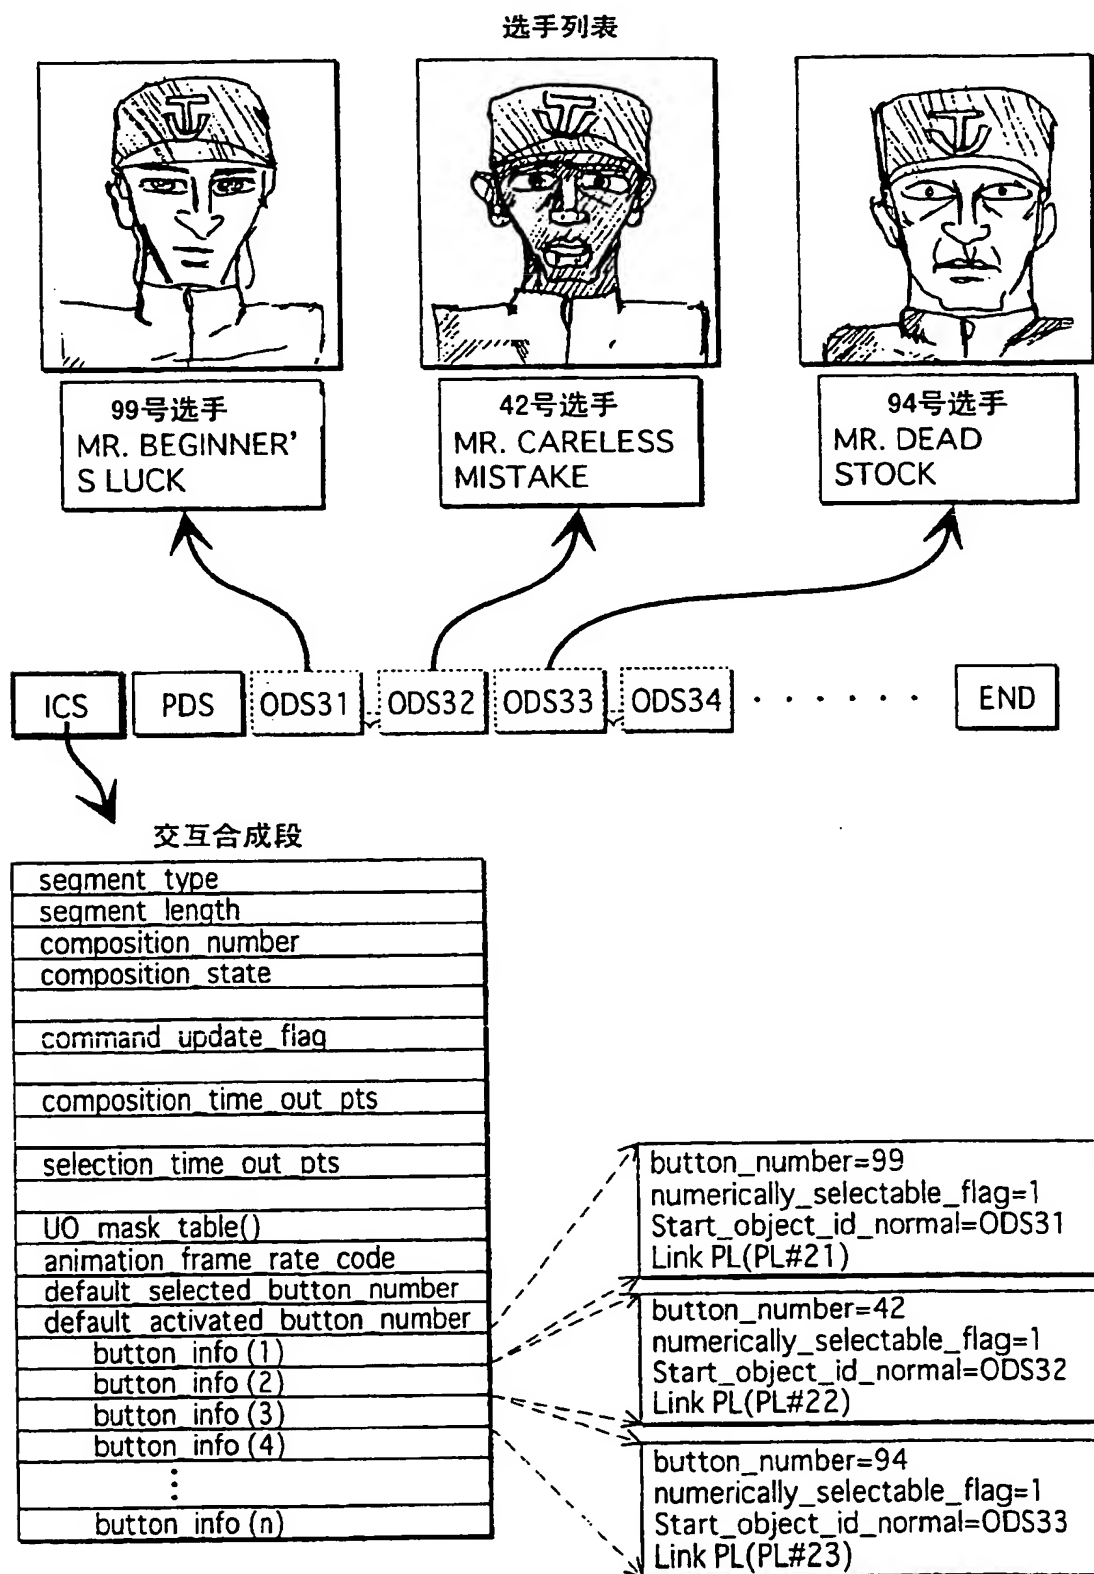 选手列表
99号选手
MR. BEGINNER'
S LUCK
42号选手
MR. CARELESS
MISTAKE
94号选手
MR. DEAD
STOCK
ICS
PDS
ODS31
ODS32
ODS33
ODS34
· · · · · · ·
END
交互合成段
segment_type
segment_length
composition_number
composition_state
command_update_flag
composition_time_out_pts
selection_time_out_pts
UO_mask_table()
animation_frame_rate_code
default_selected_button_number
default_activated_button_number
button_info (1)
button_info (2)
button_info (3)
button_info (4)
⋮
button_info (n)
button_number=99
numerically_selectable_flag=1
Start_object_id_normal=ODS31
Link PL(PL#21)
button_number=42
numerically_selectable_flag=1
Start_object_id_normal=ODS32
Link PL(PL#22)
button_number=94
numerically_selectable_flag=1
Start_object_id_normal=ODS33
Link PL(PL#23)